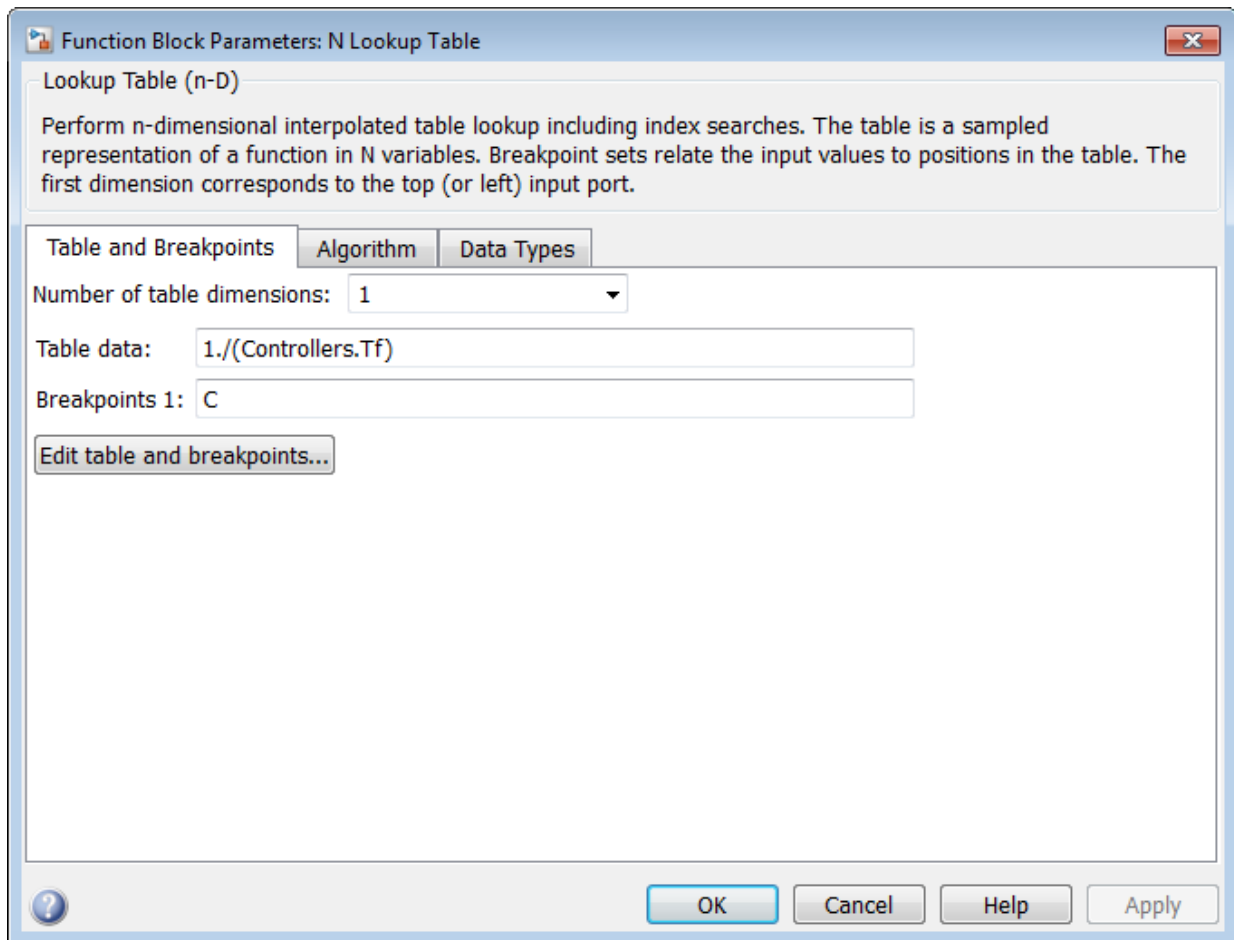 Function Block Parameters: N Lookup Table
Lookup Table (n-D)
Perform n-dimensional interpolated table lookup including index searches. The table is a sampled
representation of a function in N variables. Breakpoint sets relate the input values to positions in the table. The
first dimension corresponds to the top (or left) input port.
Table and Breakpoints Algorithm Data Types
Number of table dimensions: 1
Table data: 1./(Controllers.Tf)
Breakpoints 1: C
Edit table and breakpoints...
? OK Cancel Help Apply